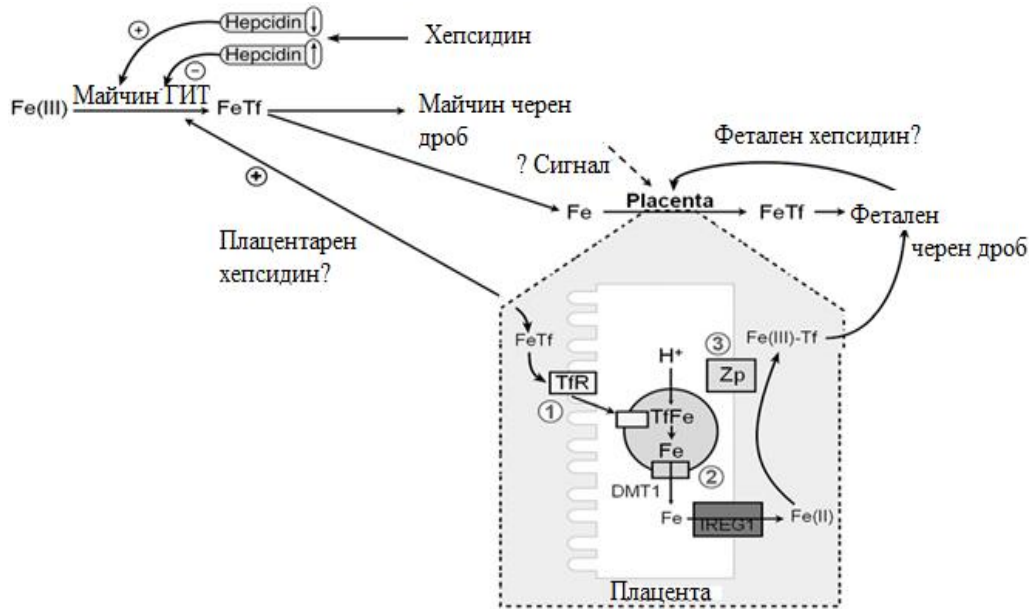 Hepcidin ↓
Хепсидин
Hepcidin ↑
+
−
Fe(III)
Майчин ГИТ
FeTf
Майчин черен
дроб
Фетален хепсидин?
? Сигнал
+
Fe
Placenta
FeTf
Фетален
черен дроб
Плацентарен
хепсидин?
FeTf
H+
3
Fe(III)-Tf
TfR
Zp
1
TfFe
Fe
2
DMT1
Fe
IREG1
Fe(II)
Плацента